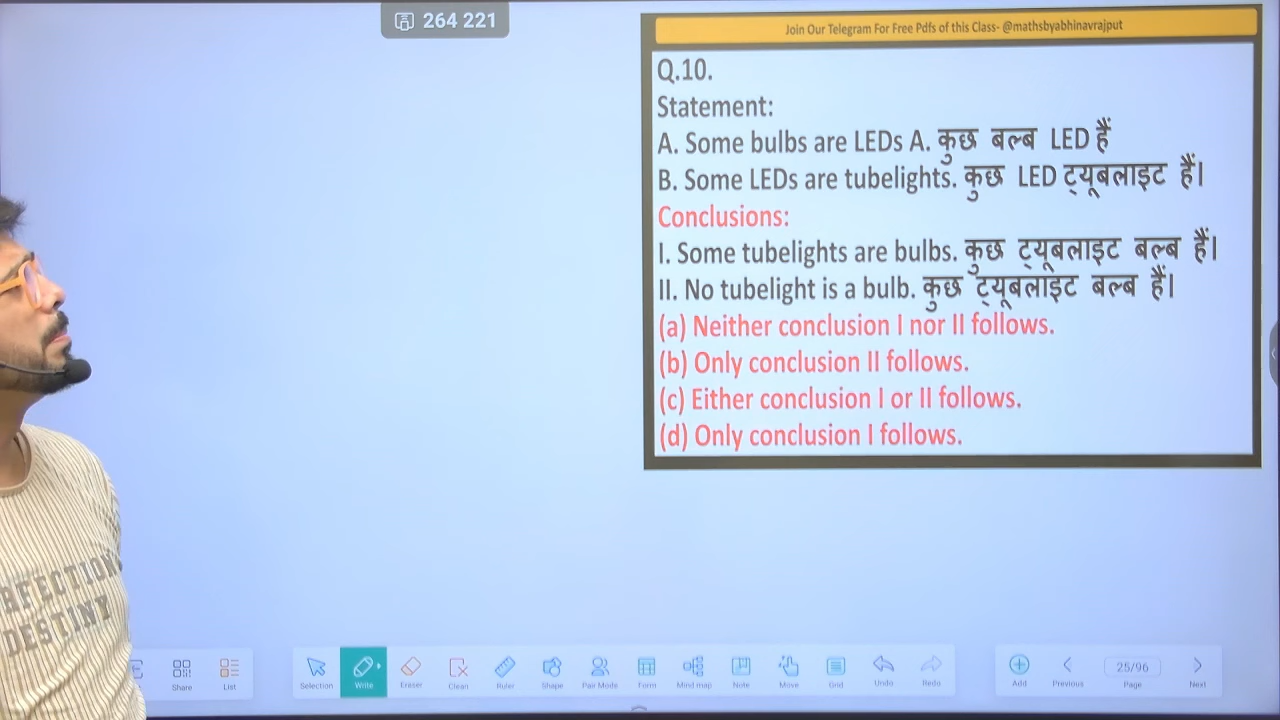 264 221
Join Our Telegram For Free Pdfs of this Class- @mathsbyabhinavrajput
Q.10.
Statement:
A. Some bulbs are LEDs A. कुछ बल्ब LED हैं
B. Some LEDs are tubelights. कुछ LED ट्यूबलाइट हैं।
Conclusions:
I. Some tubelights are bulbs. कुछ ट्यूबलाइट बल्ब हैं।
II. No tubelight is a bulb. कुछ ट्यूबलाइट बल्ब हैं।
(a) Neither conclusion I nor II follows.
(b) Only conclusion II follows.
(c) Either conclusion I or II follows.
(d) Only conclusion I follows.
DESTINY
Share List Selection Write Eraser Clean Ruler Shape Pair Mode Form Mind map Note Move Grid Undo Redo Add Previous 25/96 Page Next